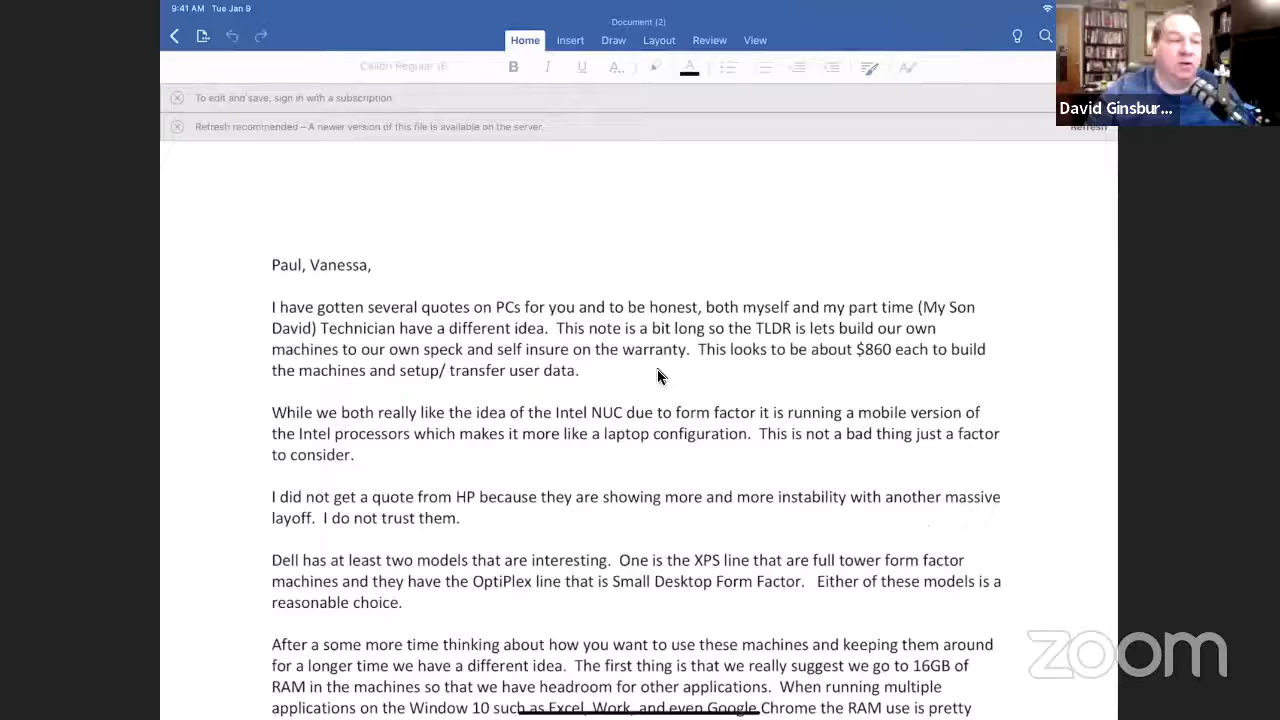 9:41 AM Tue Jan 9
Document (2)
Home Insert Draw Layout Review View
Calibri Regular (B
B I U A A
To edit and save, sign in with a subscription
Refresh recommended – A newer version of this file is available on the server.
Refresh
David Ginsbur...
Paul, Vanessa,
I have gotten several quotes on PCs for you and to be honest, both myself and my part time (My Son
David) Technician have a different idea. This note is a bit long so the TLDR is lets build our own
machines to our own speck and self insure on the warranty. This looks to be about $860 each to build
the machines and setup/ transfer user data.
While we both really like the idea of the Intel NUC due to form factor it is running a mobile version of
the Intel processors which makes it more like a laptop configuration. This is not a bad thing just a factor
to consider.
I did not get a quote from HP because they are showing more and more instability with another massive
layoff. I do not trust them.
Dell has at least two models that are interesting. One is the XPS line that are full tower form factor
machines and they have the OptiPlex line that is Small Desktop Form Factor. Either of these models is a
reasonable choice.
After a some more time thinking about how you want to use these machines and keeping them around
for a longer time we have a different idea. The first thing is that we really suggest we go to 16GB of
RAM in the machines so that we have headroom for other applications. When running multiple
applications on the Window 10 such as Excel, Work, and even Google Chrome the RAM use is pretty
zoom